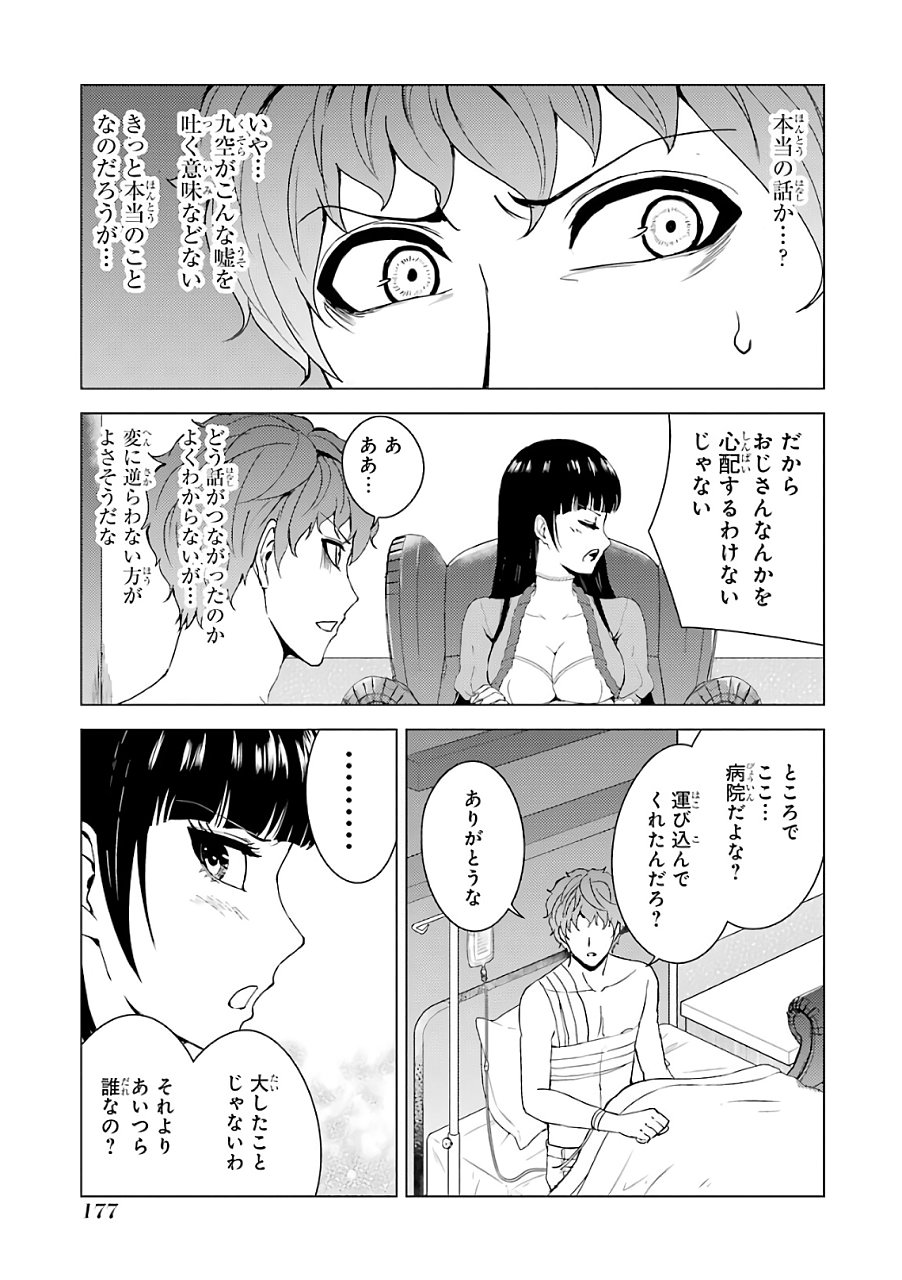 本当の話か…？
いや…
九空がこんな嘘を
吐く意味などない
きっと本当のこと
なのだろうが…
だから
おじさんなんかを
心配するわけない
じゃない
あ
ああ…
どう話がつながったのか
よくわからないが…
変に逆らわない方が
よさそうだな
ところで
ここ…
病院だよな？
運び込んで
くれたんだろ？
ありがとうな
………
大したこと
じゃないわ
それより
あいつら
誰なの？
177